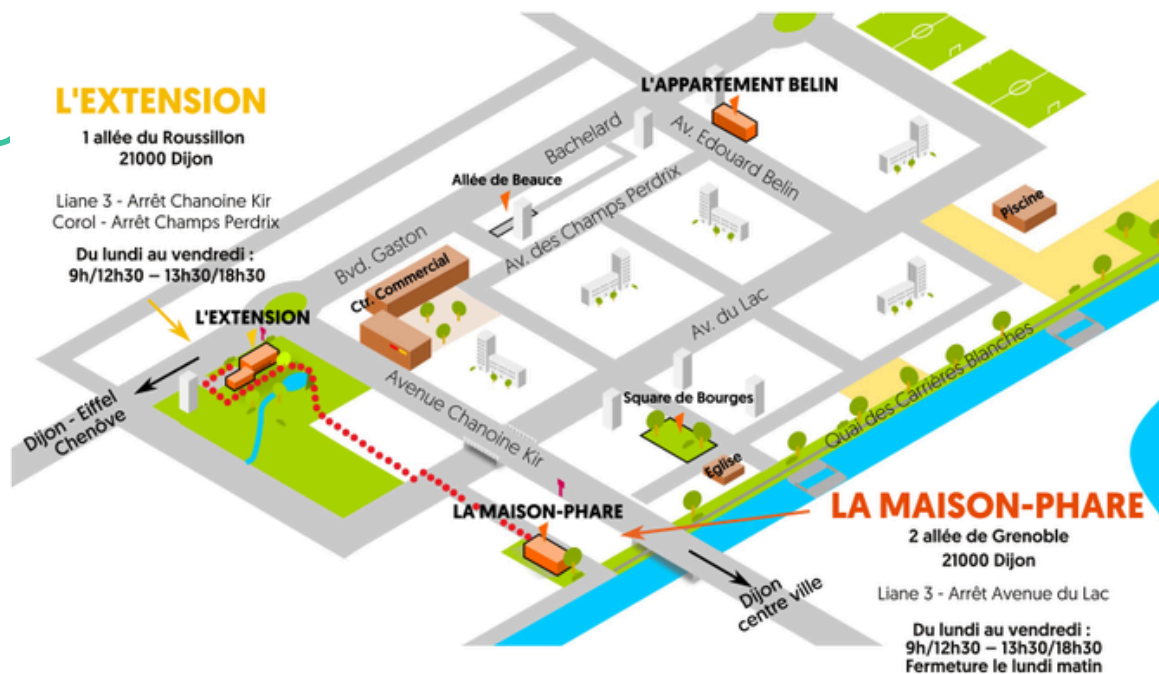 L'EXTENSION
1 allée du Roussillon
21000 Dijon
Liane 3 - Arrêt Chanoine Kir
Corol - Arrêt Champs Perdrix
Du lundi au vendredi :
9h/12h30 – 13h30/18h30
L'APPARTEMENT BELIN
Bachelard
Av. Edouard Belin
Allée de Beauce
Av. des Champs Perdrix
Piscine
Bvd. Gaston
Ctr. Commercial
L'EXTENSION
Av. du Lac
Dijon - Eiffel
Chenôve
Avenue Chanoine Kir
Square de Bourges
Quai des Carrières Blanches
Eglise
LA MAISON-PHARE
Dijon
centre ville
LA MAISON-PHARE
2 allée de Grenoble
21000 Dijon
Liane 3 - Arrêt Avenue du Lac
Du lundi au vendredi :
9h/12h30 – 13h30/18h30
Fermeture le lundi matin